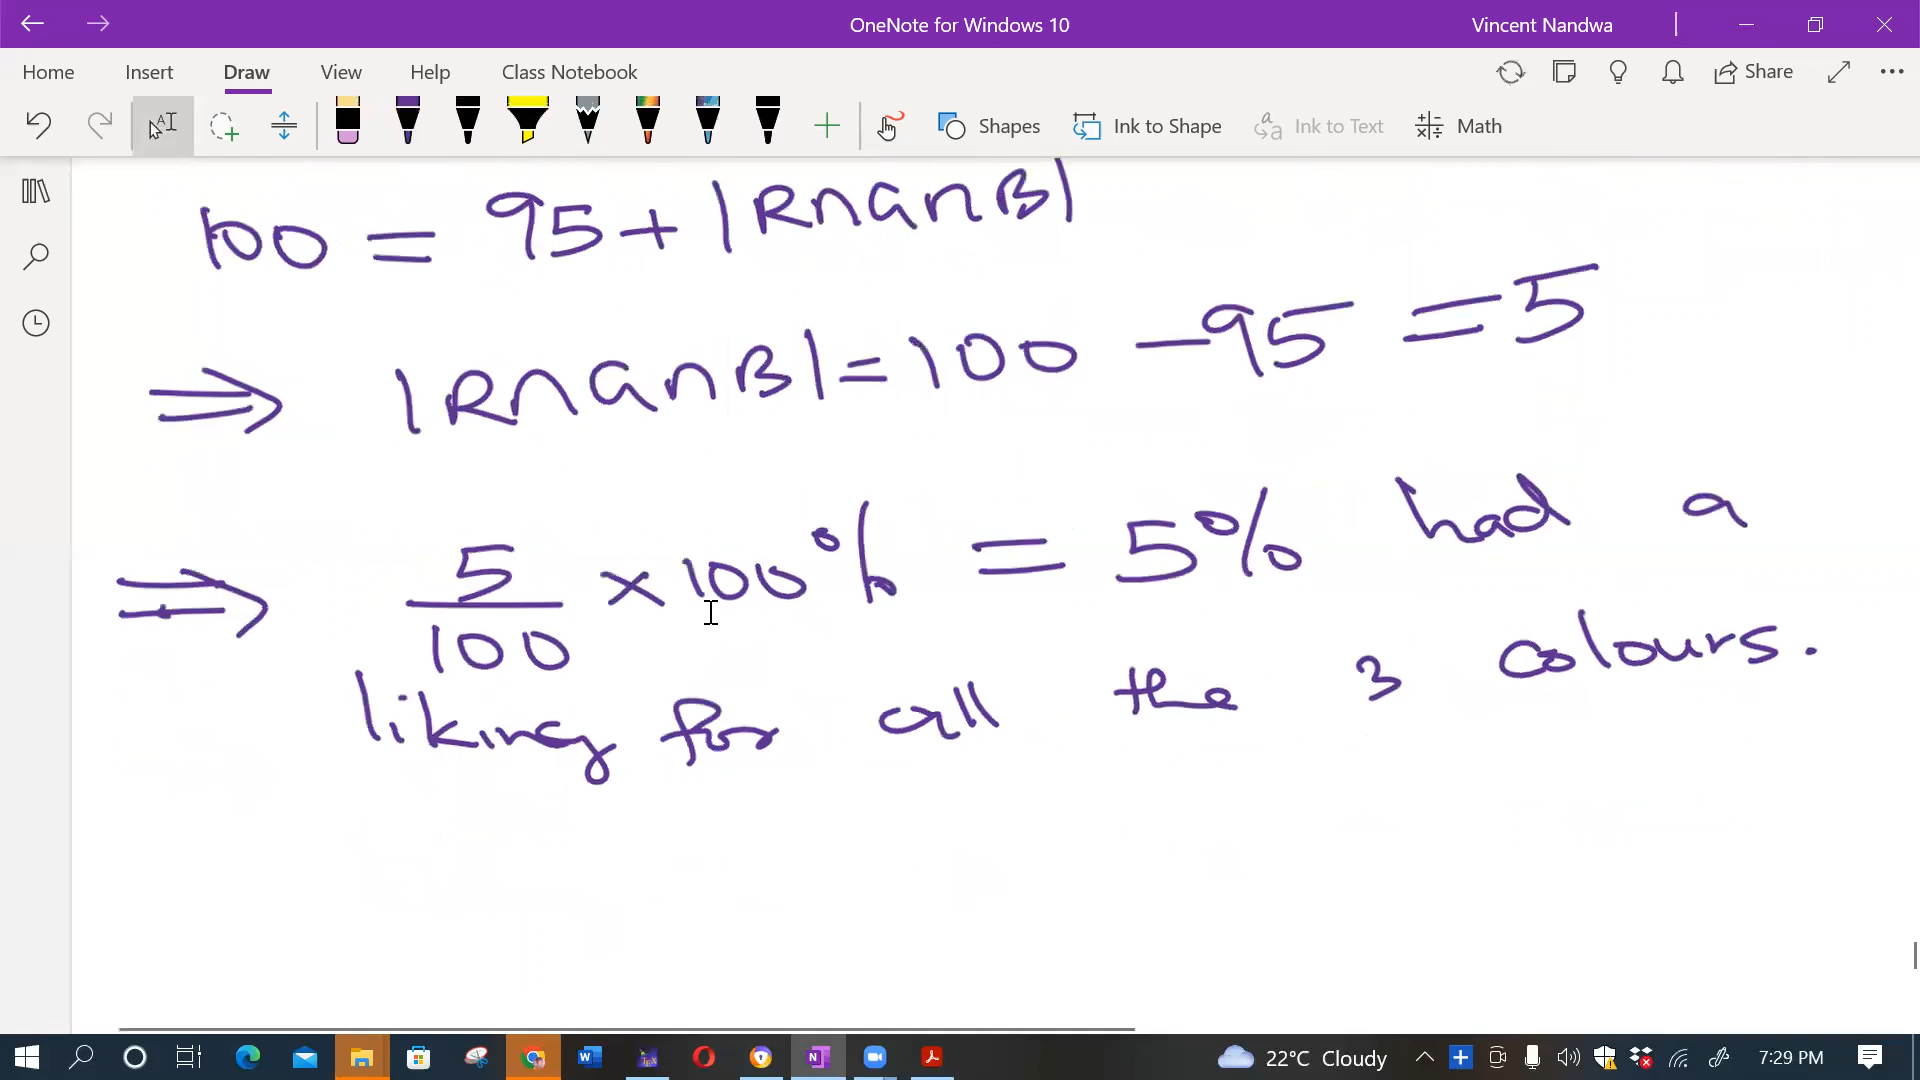 OneNote for Windows 10
Vincent Nandwa
Home Insert Draw View Help Class Notebook
Share
Shapes Ink to Shape Ink to Text Math
100 = 95 + |R∩G∩B|
⇒ |R∩G∩B| = 100 - 95 = 5
⇒ 5/100 × 100% = 5% had a
liking for all the 3 colours.
22°C Cloudy
7:29 PM